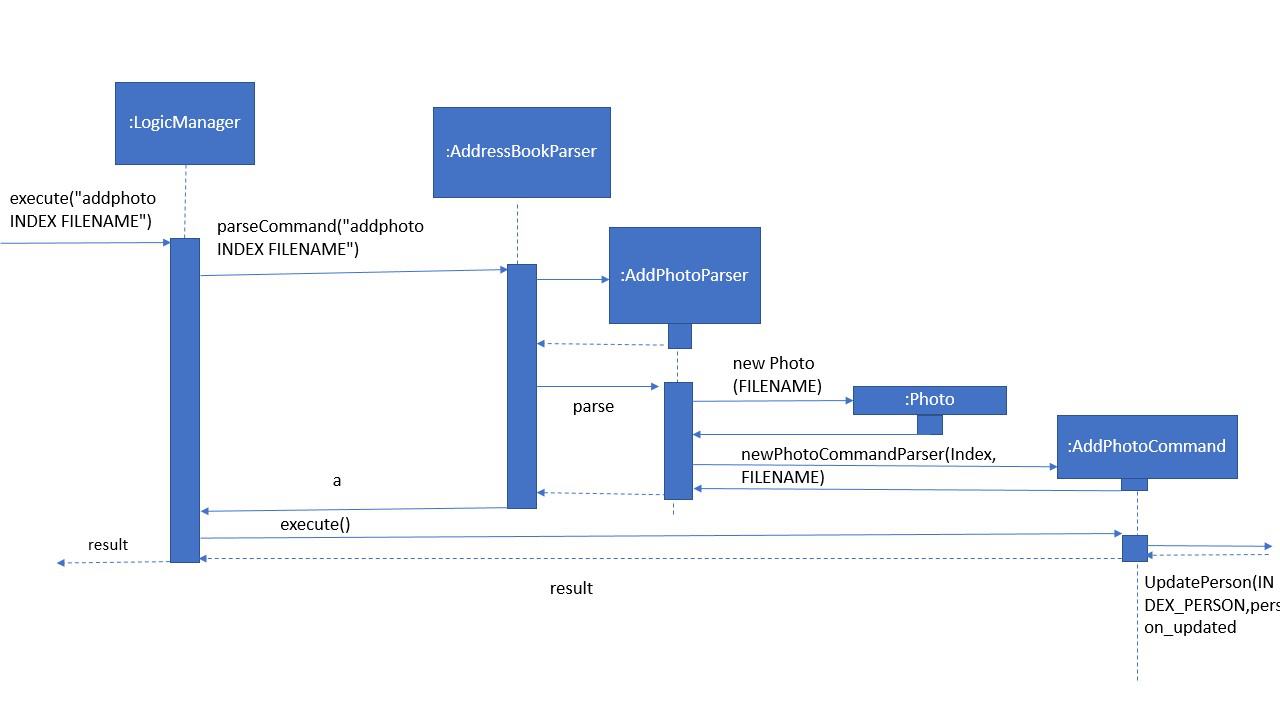 :LogicManager
:AddressBookParser
execute("addphoto
INDEX FILENAME")
parseCommand("addphoto
INDEX FILENAME")
:AddPhotoParser
new Photo
(FILENAME)
parse
:Photo
:AddPhotoCommand
newPhotoCommandParser(Index,
FILENAME)
a
execute()
result
result
UpdatePerson(IN
DEX_PERSON,pers
on_updated